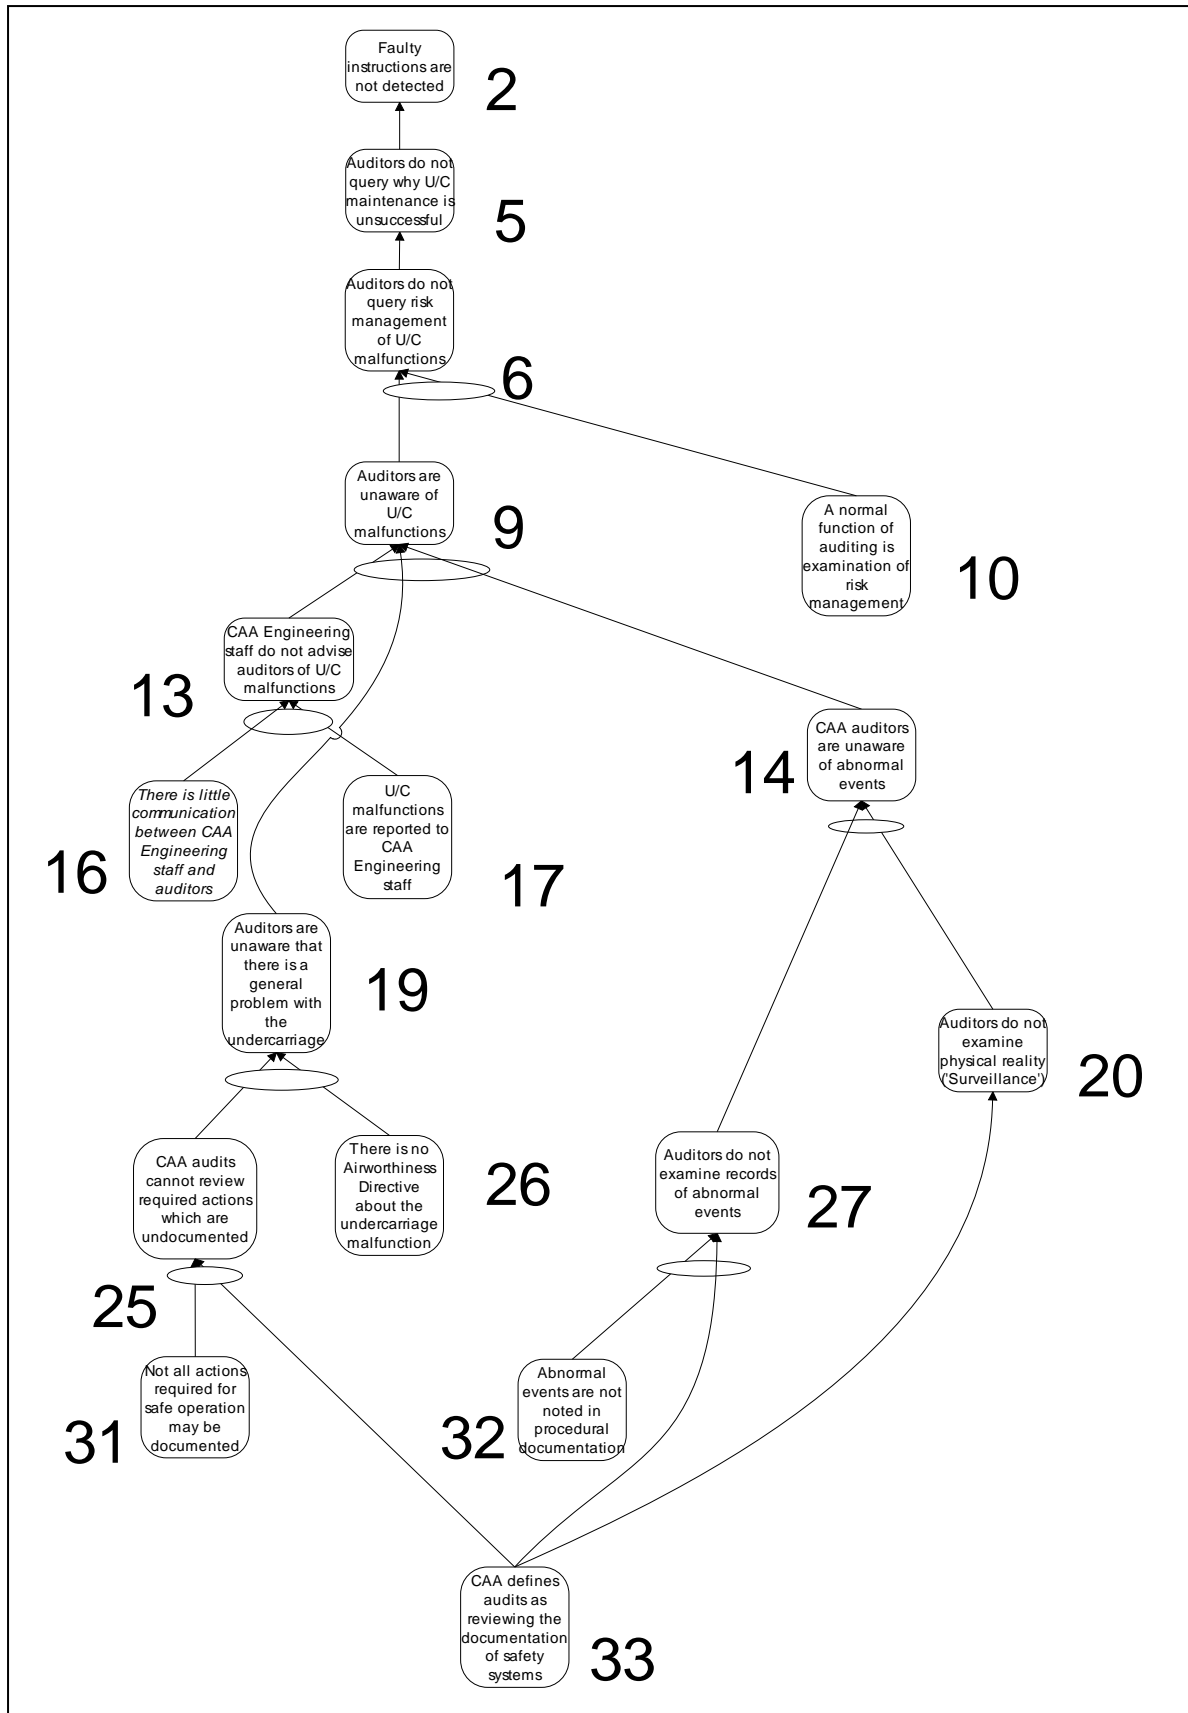 Faulty
instructions are
not detected
2
Auditors do not
query why U/C
maintenance is
unsuccessful
5
Auditors do not
query risk
management
of U/C
malfunctions
6
Auditors are
unaware of
U/C
malfunctions
9
A normal
function of
auditing is
examination of
risk
management
10
CAA Engineering
staff do not advise
auditors of U/C
malfunctions
13
CAA auditors
are unaware
of abnormal
events
14
There is little
communication
between CAA
Engineering
staff and
auditors
16
U/C
malfunctions
are reported to
CAA
Engineering
staff
17
Auditors are
unaware that
there is a
general
problem with
the
undercarriage
19
Auditors do not
examine
physical reality
('Surveillance')
20
CAA audits
cannot review
required actions
which are
undocumented
25
There is no
Airworthiness
Directive
about the
undercarriage
malfunction
26
Auditors do not
examine records
of abnormal
events
27
Not all actions
required for
safe operation
may be
documented
31
Abnormal
events are not
noted in
procedural
documentation
32
CAA defines
audits as
reviewing the
documentation
of safety
systems
33